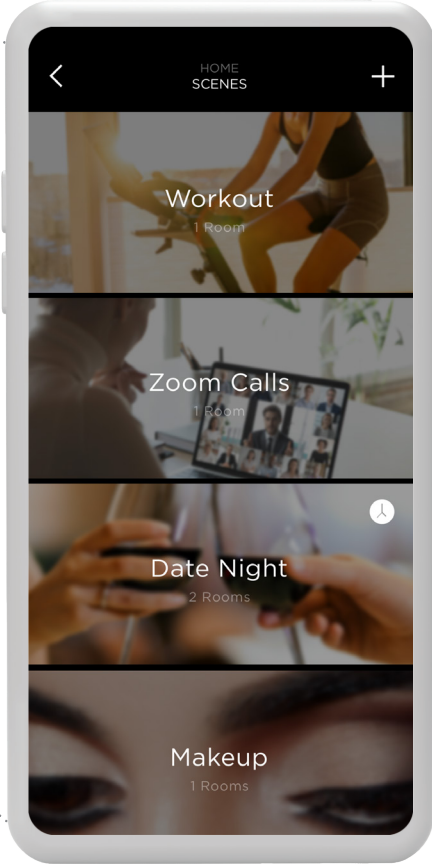 HOME
SCENES
Workout
1 Room
Zoom Calls
1 Room
Date Night
2 Rooms
Makeup
1 Rooms